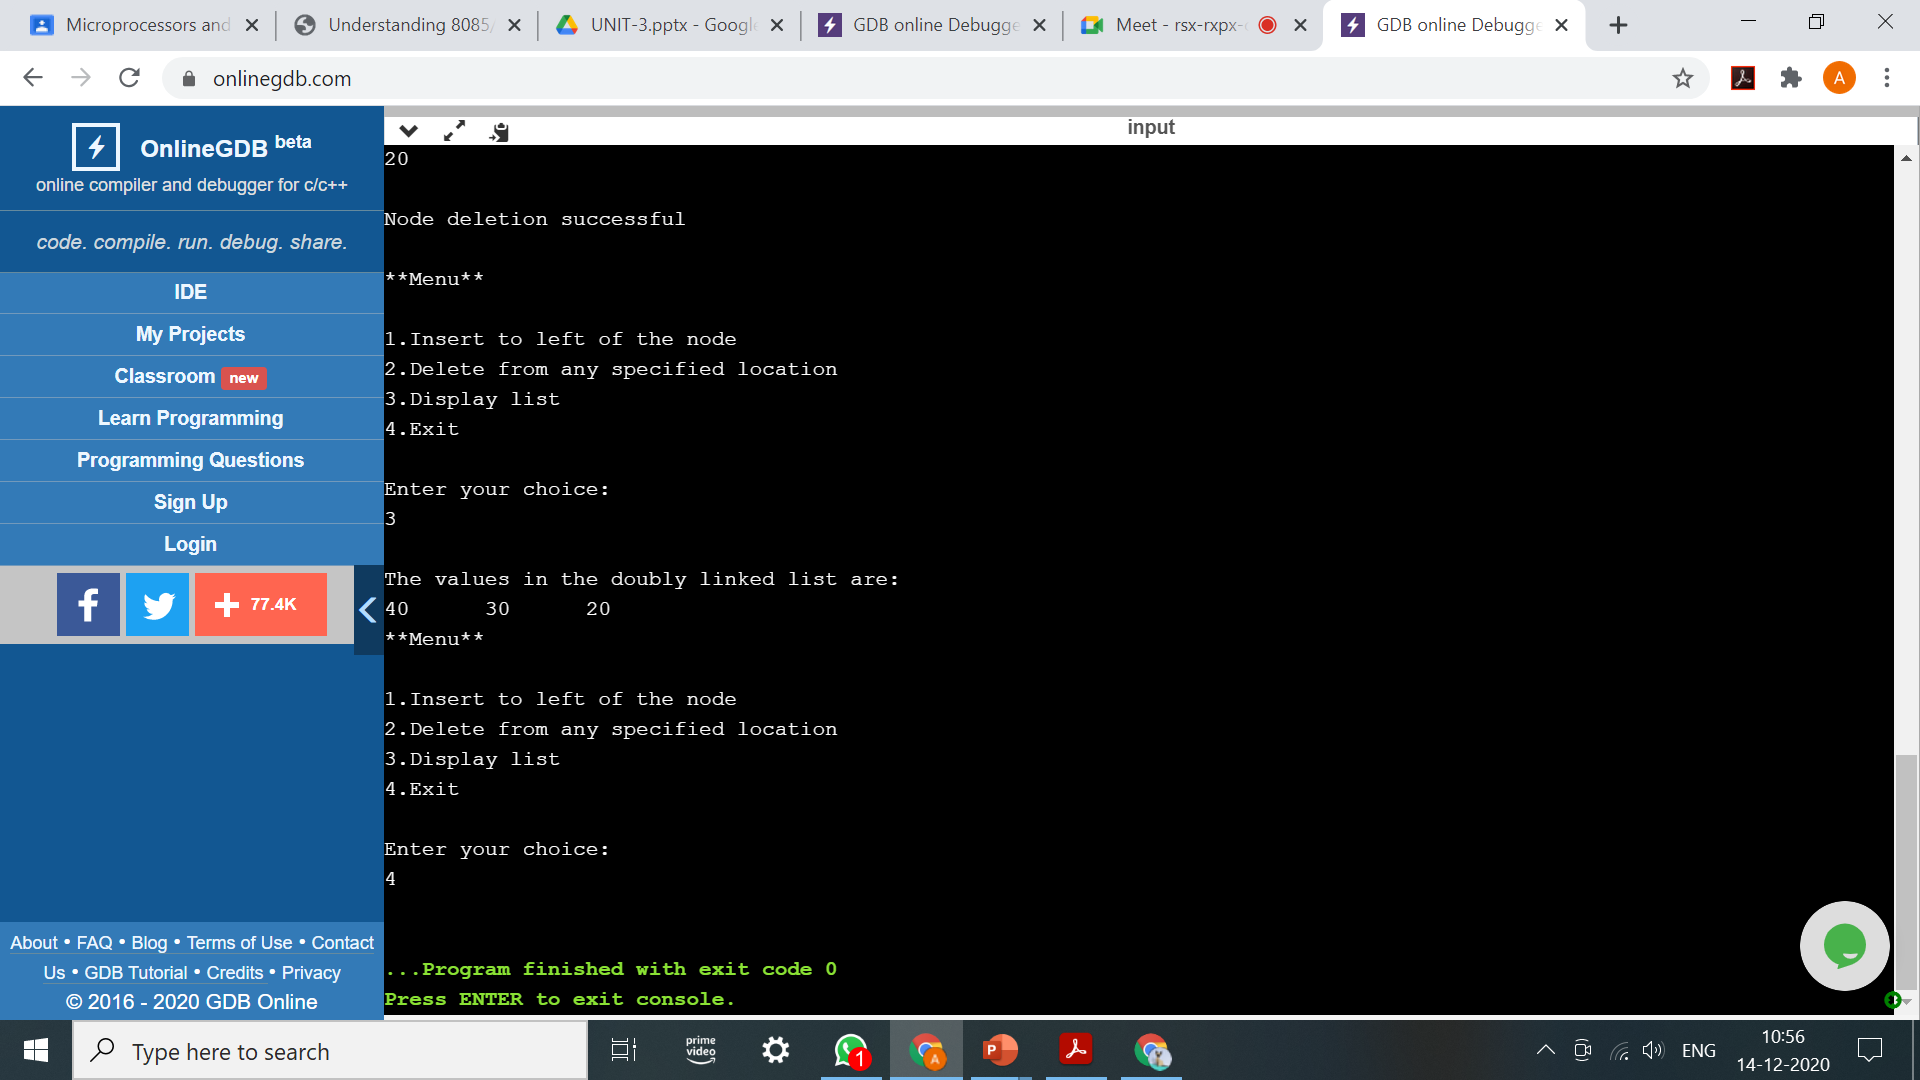 Microprocessors and
Understanding 8085/
UNIT-3.pptx - Google
GDB online Debugge
Meet - rsx-rxpx-
GDB online Debugge
onlinegdb.com
A
OnlineGDB beta
online compiler and debugger for c/c++
code. compile. run. debug. share.
IDE
My Projects
Classroom new
Learn Programming
Programming Questions
Sign Up
Login
f
+ 77.4K
About • FAQ • Blog • Terms of Use • Contact
Us • GDB Tutorial • Credits • Privacy
© 2016 - 2020 GDB Online
input
20
Node deletion successful
**Menu**
1.Insert to left of the node
2.Delete from any specified location
3.Display list
4.Exit
Enter your choice:
3
The values in the doubly linked list are:
40 30 20
**Menu**
1.Insert to left of the node
2.Delete from any specified location
3.Display list
4.Exit
Enter your choice:
4
...Program finished with exit code 0
Press ENTER to exit console.
Type here to search
prime
video
1
A
P
ENG
10:56
14-12-2020